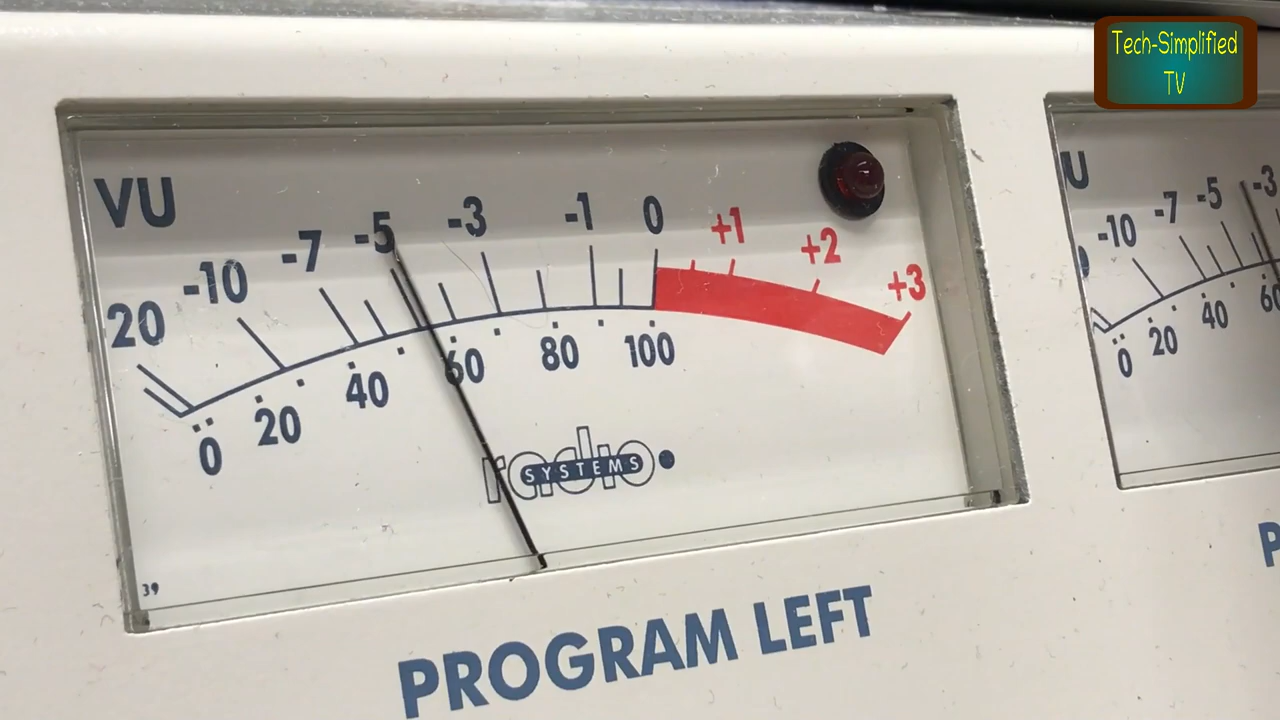 Tech-Simplified
TV
VU
20 -10 -7 -5 -3 -1 0 +1 +2 +3
0 20 40 60 80 100
radio
SYSTEMS
39
PROGRAM LEFT
U
-10 -7 -5 -3
0 20 40 60
P